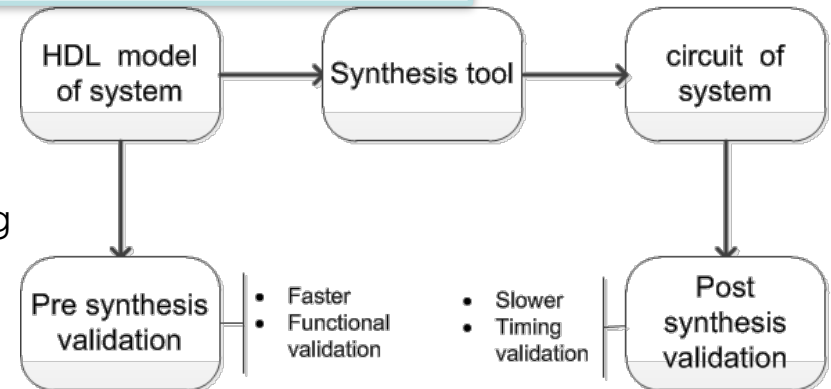 HDL model
of system
Synthesis tool
circuit of
system
g
Pre synthesis
validation
• Faster
• Functional
validation
• Slower
• Timing
validation
Post
synthesis
validation